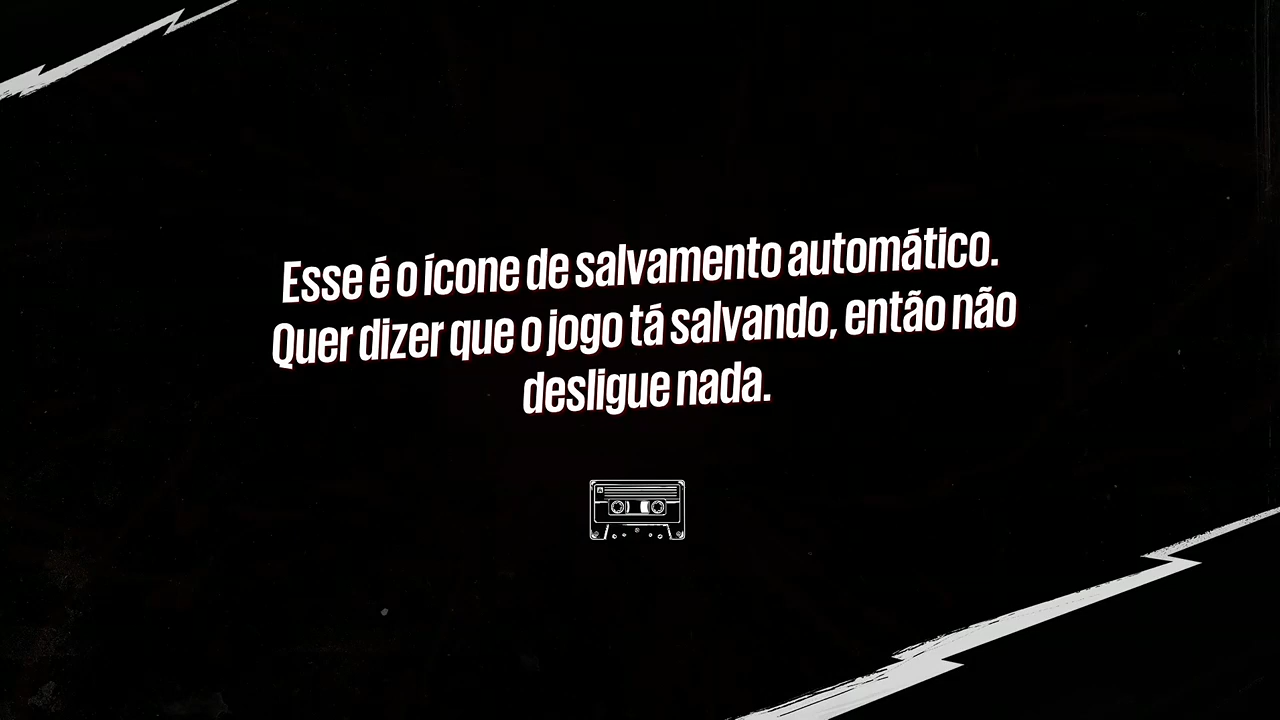 Esse é o ícone de salvamento automático.
Quer dizer que o jogo tá salvando, então não
desligue nada.